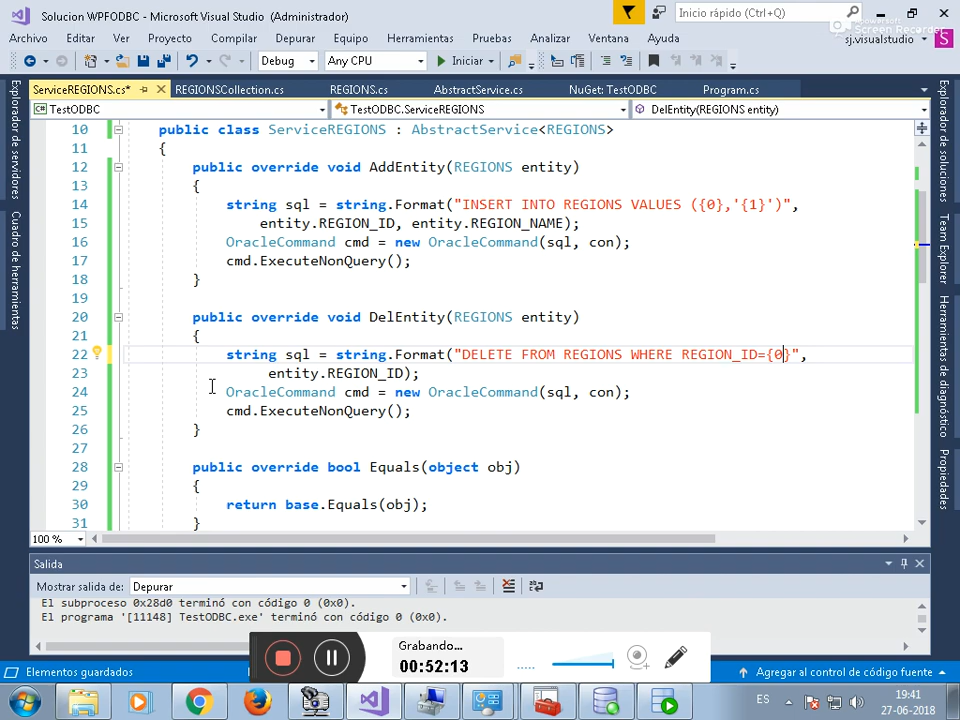 Solucion WPFODBC - Microsoft Visual Studio (Administrador)
Inicio rápido (Ctrl+Q)
Archivo Editar Ver Proyecto Compilar Depurar Equipo Herramientas Pruebas Analizar Ventana Ayuda
sj.visualstudio
S
Debug Any CPU Iniciar
ServiceREGIONS.cs* REGIONSCollection.cs REGIONS.cs AbstractService.cs NuGet: TestODBC Program.cs
TestODBC TestODBC.ServiceREGIONS DelEntity(REGIONS entity)
10 public class ServiceREGIONS : AbstractService<REGIONS>
11 {
12 public override void AddEntity(REGIONS entity)
13 {
14 string sql = string.Format("INSERT INTO REGIONS VALUES ({0},'{1}')",
15 entity.REGION_ID, entity.REGION_NAME);
16 OracleCommand cmd = new OracleCommand(sql, con);
17 cmd.ExecuteNonQuery();
18 }
19
20 public override void DelEntity(REGIONS entity)
21 {
22 string sql = string.Format("DELETE FROM REGIONS WHERE REGION_ID={0}",
23 entity.REGION_ID);
24 OracleCommand cmd = new OracleCommand(sql, con);
25 cmd.ExecuteNonQuery();
26 }
27
28 public override bool Equals(object obj)
29 {
30 return base.Equals(obj);
31 }
100 %
Explorador de servidores
Cuadro de herramientas
Explorador de soluciones
Team Explorer
Herramientas de diagnóstico
Propiedades
Salida
Mostrar salida de: Depurar
El subproceso 0x28d0 terminó con código 0 (0x0).
El programa '[11148] TestODBC.exe' terminó con código 0 (0x0).
Grabando...
00:52:13
Elementos guardados
Agregar al control de código fuente
ES
19:41
27-06-2018